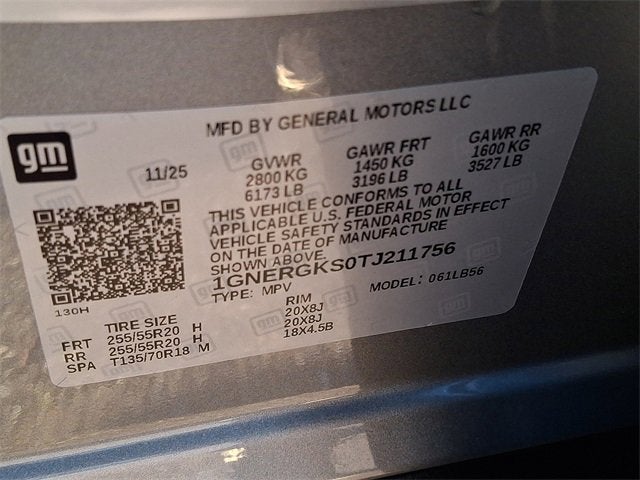 MFD BY GENERAL MOTORS LLC
gm
11/25
GVWR GAWR FRT GAWR RR
2800 KG 1450 KG 1600 KG
6173 LB 3196 LB 3527 LB
THIS VEHICLE CONFORMS TO ALL
APPLICABLE U.S. FEDERAL MOTOR
VEHICLE SAFETY STANDARDS IN EFFECT
ON THE DATE OF MANUFACTURE
SHOWN ABOVE.
1GNERGKS0TJ211756
TYPE: MPV MODEL: 061LB56
130H
TIRE SIZE RIM
FRT 255/55R20 H 20X8J
RR 255/55R20 H 20X8J
SPA T135/70R18 M 18X4.5B